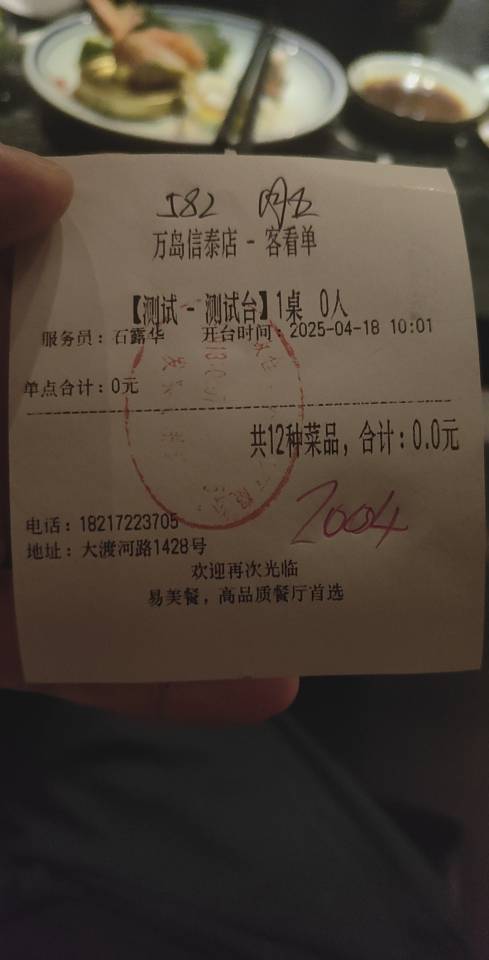 582
万岛信泰店 - 客看单
【测试 - 测试台】1桌 0人
服务员：石露华 开台时间：2025-04-18 10:01
单点合计：0元
共12种菜品，合计：0.0元
2004
电话：18217223705
地址：大渡河路1428号
欢迎再次光临
易美餐，高品质餐厅首选